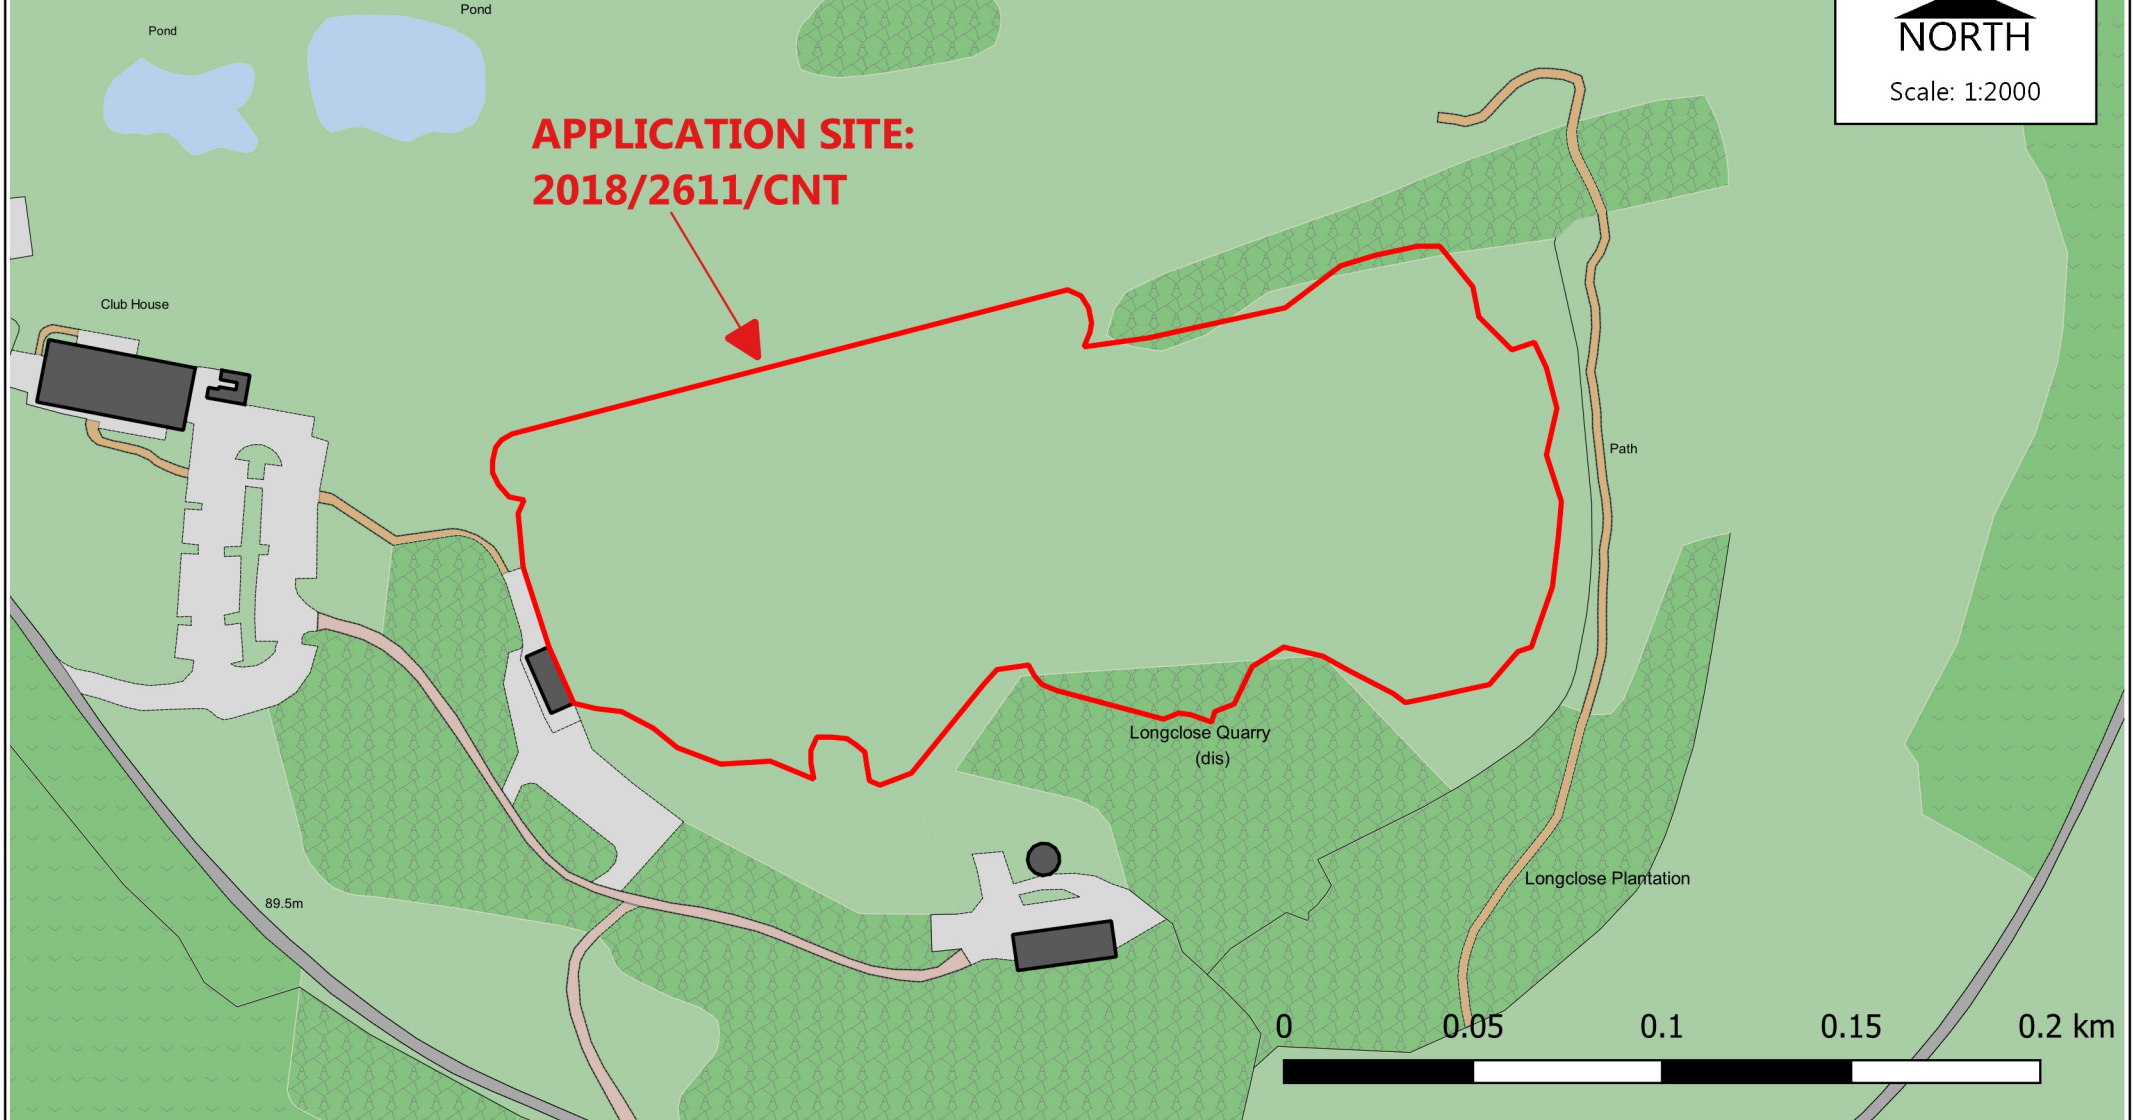 Pond
Pond
NORTH
Scale: 1:2000
APPLICATION SITE:
2018/2611/CNT
Club House
Path
Longclose Quarry
(dis)
Longclose Plantation
89.5m
0 0.05 0.1 0.15 0.2 km